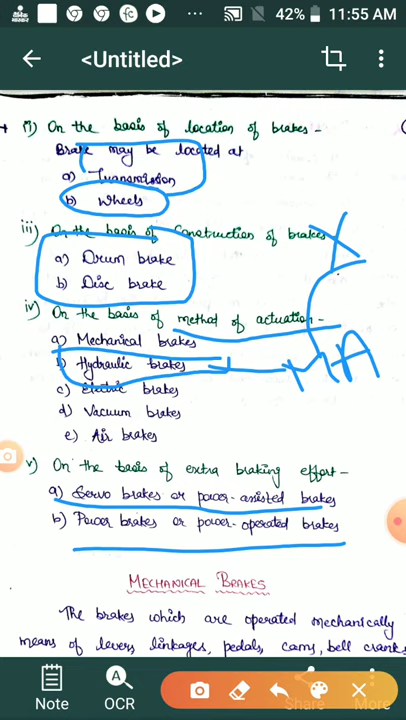 42% 11:55 AM
<Untitled>
ii) On the basis of location of brakes-
Brake may be located at
a) Transmission
b) Wheels
iii) On the basis of Construction of brakes
a) Drum brake
b) Disc brake
iv) On the basis of method of actuation-
a) Mechanical brakes
b) Hydraulic brakes
MA
c) Electric brakes
d) Vacuum brakes
e) Air brakes
v) On the basis of extra braking effort-
a) Servo brakes or power-assisted brakes
b) Power brakes or power-operated brakes
MECHANICAL BRAKES
The brakes which are operated mechanically
means of levers, linkages, pedals, cams, bell cranks
Note OCR Share More